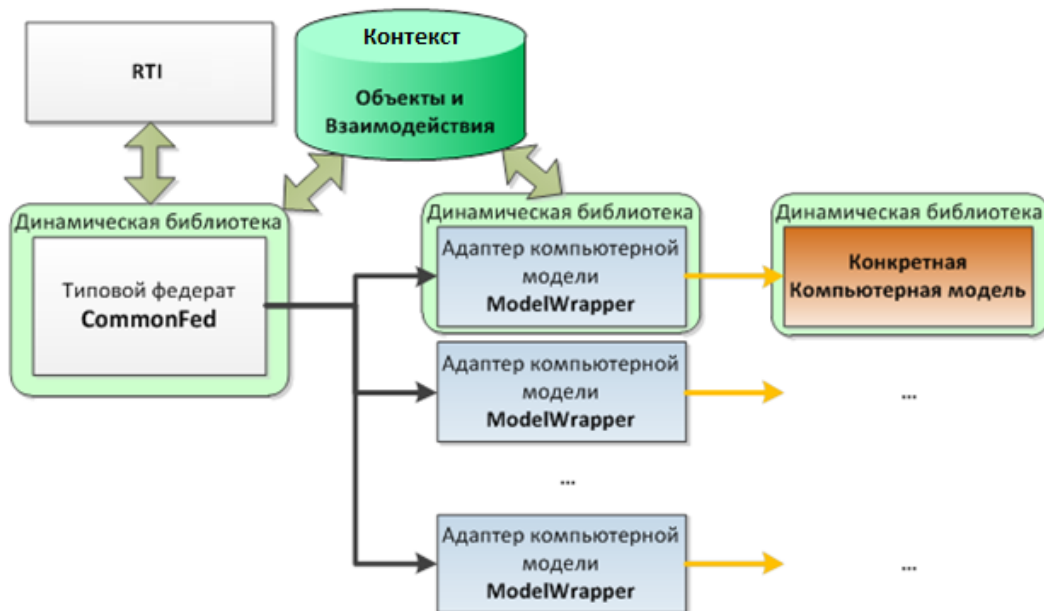 RTI
Контекст
Объекты и
Взаимодействия
Динамическая библиотека
Типовой федерат
CommonFed
Динамическая библиотека
Адаптер компьютерной
модели
ModelWrapper
Динамическая библиотека
Конкретная
Компьютерная модель
Адаптер компьютерной
модели
ModelWrapper
...
...
Адаптер компьютерной
модели
ModelWrapper
...